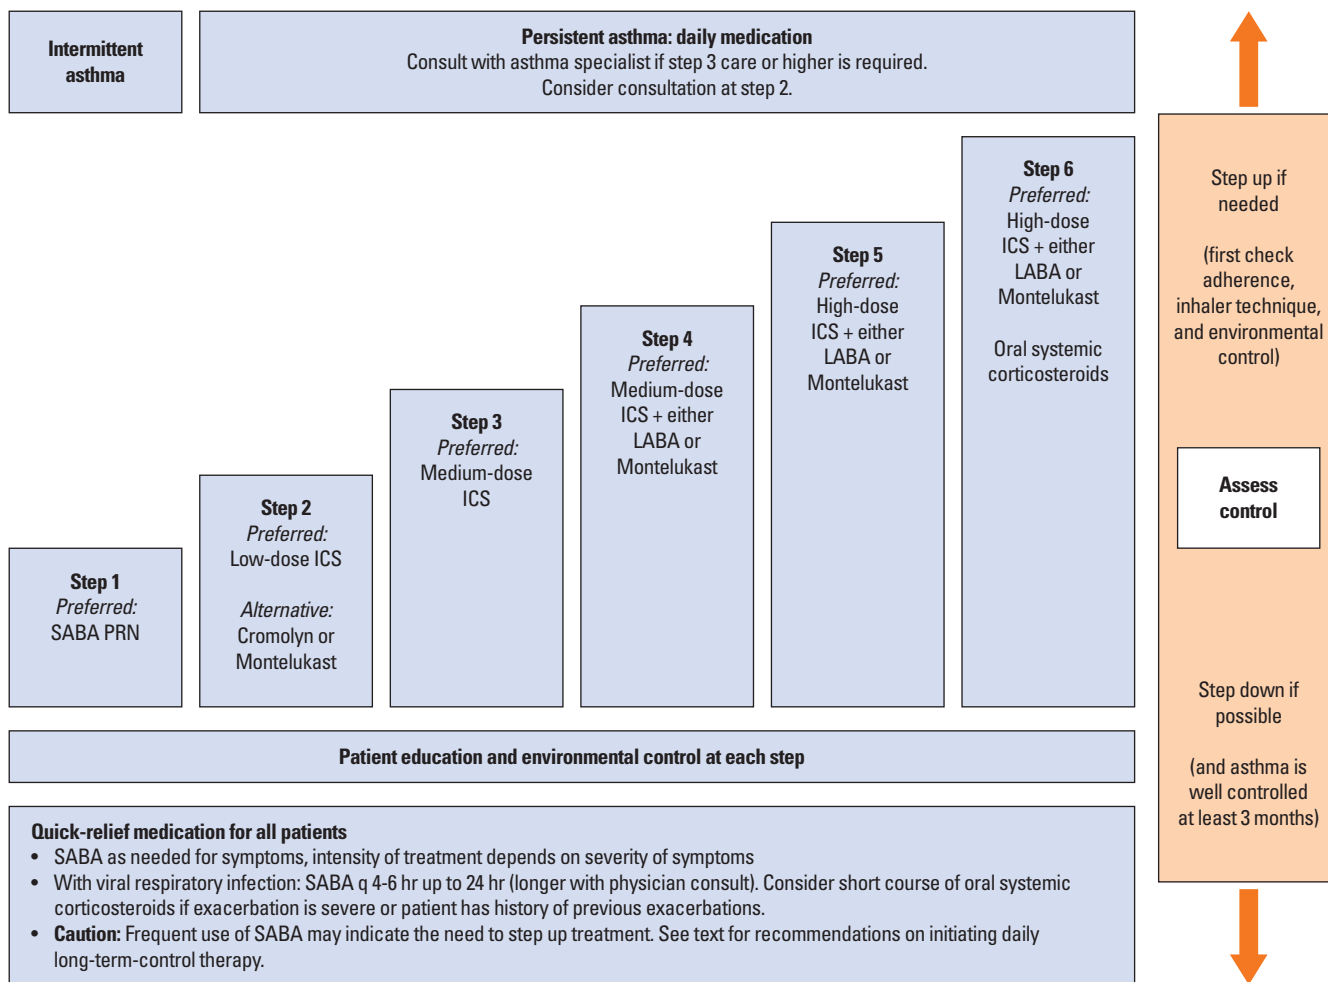 Intermittent
asthma
Persistent asthma: daily medication
Consult with asthma specialist if step 3 care or higher is required.
Consider consultation at step 2.
Step 1
Preferred:
SABA PRN
Step 2
Preferred:
Low-dose ICS
Alternative:
Cromolyn or
Montelukast
Step 3
Preferred:
Medium-dose
ICS
Step 4
Preferred:
Medium-dose
ICS + either
LABA or
Montelukast
Step 5
Preferred:
High-dose
ICS + either
LABA or
Montelukast
Step 6
Preferred:
High-dose
ICS + either
LABA or
Montelukast
Oral systemic
corticosteroids
Patient education and environmental control at each step
Quick-relief medication for all patients
• SABA as needed for symptoms, intensity of treatment depends on severity of symptoms
• With viral respiratory infection: SABA q 4-6 hr up to 24 hr (longer with physician consult). Consider short course of oral systemic
corticosteroids if exacerbation is severe or patient has history of previous exacerbations.
• Caution: Frequent use of SABA may indicate the need to step up treatment. See text for recommendations on initiating daily
long-term-control therapy.
Step up if
needed
(first check
adherence,
inhaler technique,
and environmental
control)
Assess
control
Step down if
possible
(and asthma is
well controlled
at least 3 months)